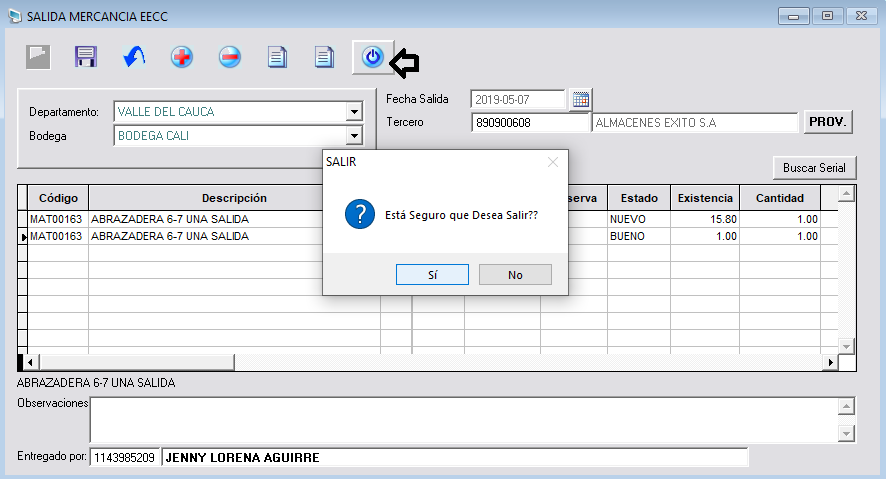 SALIDA MERCANCIA EECC
Departamento: VALLE DEL CAUCA
Bodega BODEGA CALI
Fecha Salida 2019-05-07
Tercero 890900608 ALMACENES EXITO S.A PROV.
Buscar Serial
SALIR
Está Seguro que Desea Salir??
Sí No
Código Descripción serva Estado Existencia Cantidad
MAT00163 ABRAZADERA 6-7 UNA SALIDA NUEVO 15.80 1.00
MAT00163 ABRAZADERA 6-7 UNA SALIDA BUENO 1.00 1.00
ABRAZADERA 6-7 UNA SALIDA
Observaciones
Entregado por: 1143985209 JENNY LORENA AGUIRRE